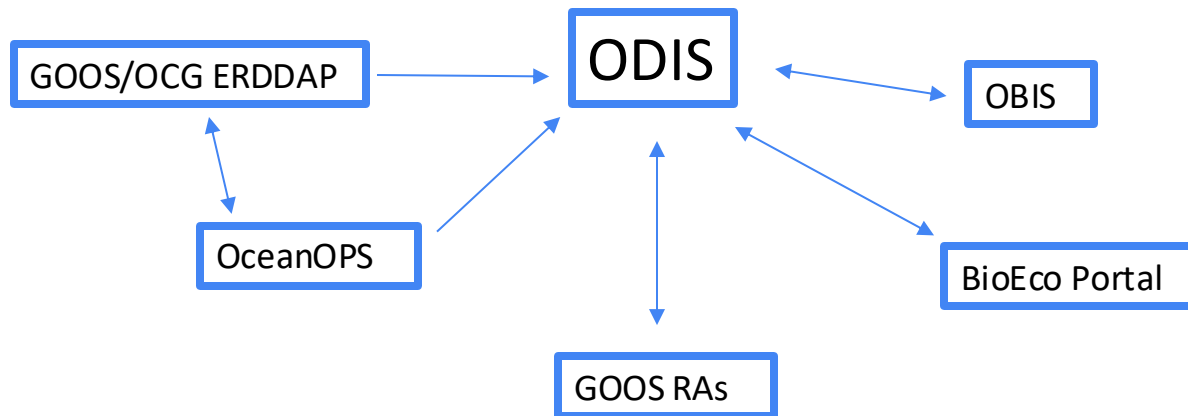 ODIS
GOOS/OCG ERDDAP
OBIS
OceanOPS
BioEco Portal
GOOS RAs